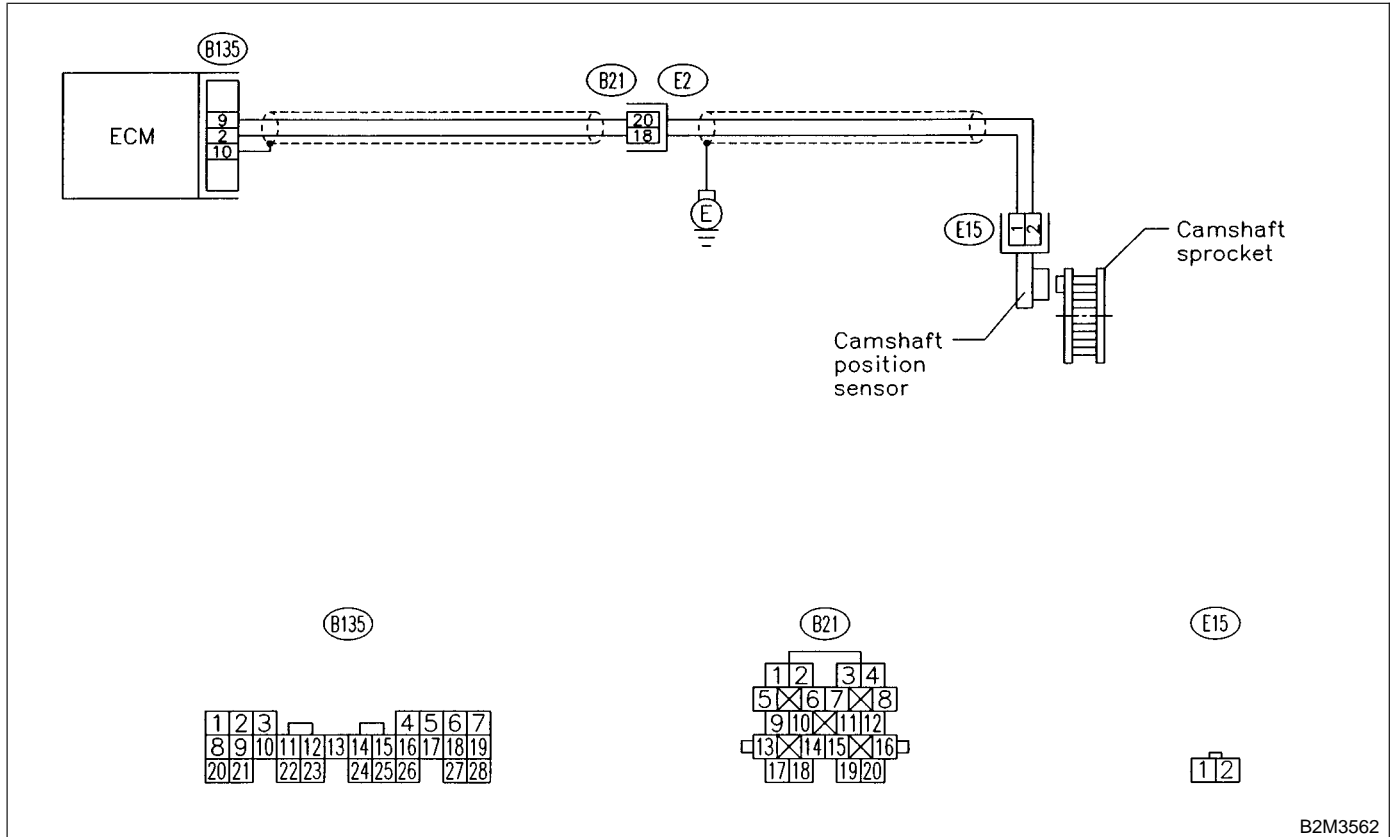 B135
B21 E2
ECM
9
2
10
20
18
E
E15
1 2
Camshaft
sprocket
Camshaft
position
sensor
B135
1 2 3 4 5 6 7
8 9 10 11 12 13 14 15 16 17 18 19
20 21 22 23 24 25 26 27 28
B21
1 2 3 4
5 6 7 8
9 10 11 12
13 14 15 16
17 18 19 20
E15
1 2
B2M3562